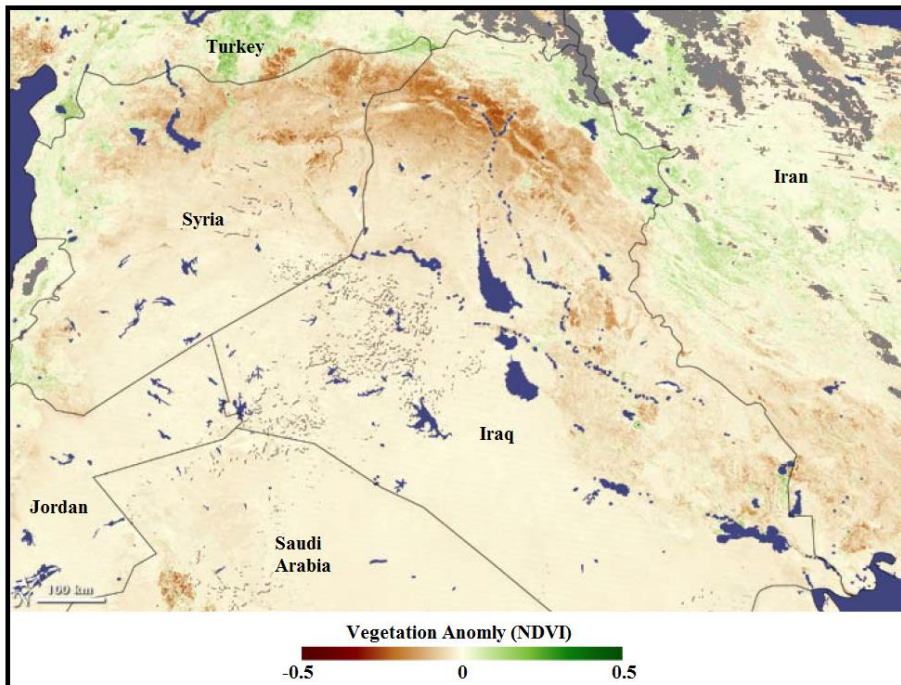 Turkey
Iran
Syria
Iraq
Jordan
Saudi
Arabia
100 km
Vegetation Anomly (NDVI)
-0.5 0 0.5